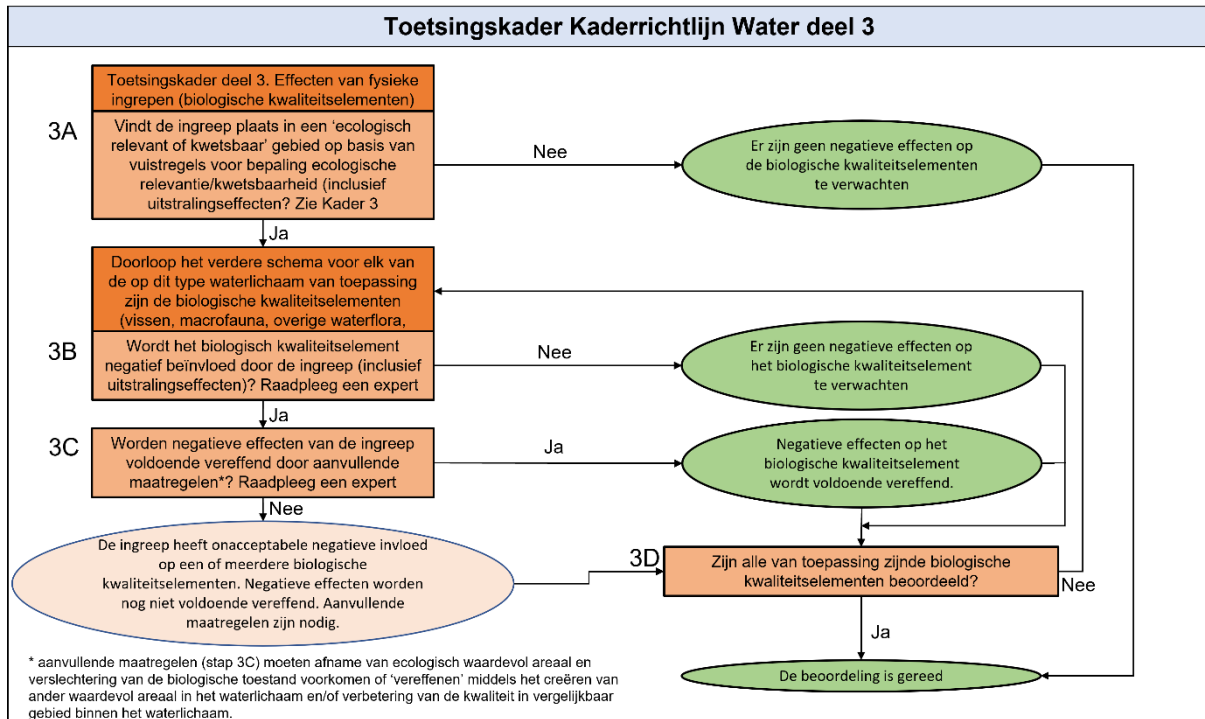 Toetsingskader Kaderrichtlijn Water deel 3
3A
Toetsingskader deel 3. Effecten van fysieke
ingrepen (biologische kwaliteitselementen)
Vindt de ingreep plaats in een ‘ecologisch
relevant of kwetsbaar’ gebied op basis van
vuistregels voor bepaling ecologische
relevantie/kwetsbaarheid (inclusief
uitstralingseffecten? Zie Kader 3
Nee
Er zijn geen negatieve effecten op
de biologische kwaliteitselementen
te verwachten
Ja
Doorloop het verdere schema voor elk van
de op dit type waterlichaam van toepassing
zijn de biologische kwaliteitselementen
(vissen, macrofauna, overige waterflora,
3B
Wordt het biologisch kwaliteitselement
negatief beïnvloed door de ingreep (inclusief
uitstralingseffecten)? Raadpleeg een expert
Nee
Er zijn geen negatieve effecten op
het biologische kwaliteitselement
te verwachten
Ja
3C
Worden negatieve effecten van de ingreep
voldoende vereffend door aanvullende
maatregelen*? Raadpleeg een expert
Ja
Negatieve effecten op het
biologische kwaliteitselement
wordt voldoende vereffend.
Nee
De ingreep heeft onacceptabele negatieve invloed
op een of meerdere biologische
kwaliteitselementen. Negatieve effecten worden
nog niet voldoende vereffend. Aanvullende
maatregelen zijn nodig.
3D
Zijn alle van toepassing zijnde biologische
kwaliteitselementen beoordeeld?
Nee
Ja
De beoordeling is gereed
* aanvullende maatregelen (stap 3C) moeten afname van ecologisch waardevol areaal en
verslechtering van de biologische toestand voorkomen of ‘vereffenen’ middels het creëren van
ander waardevol areaal in het waterlichaam en/of verbetering van de kwaliteit in vergelijkbaar
gebied binnen het waterlichaam.